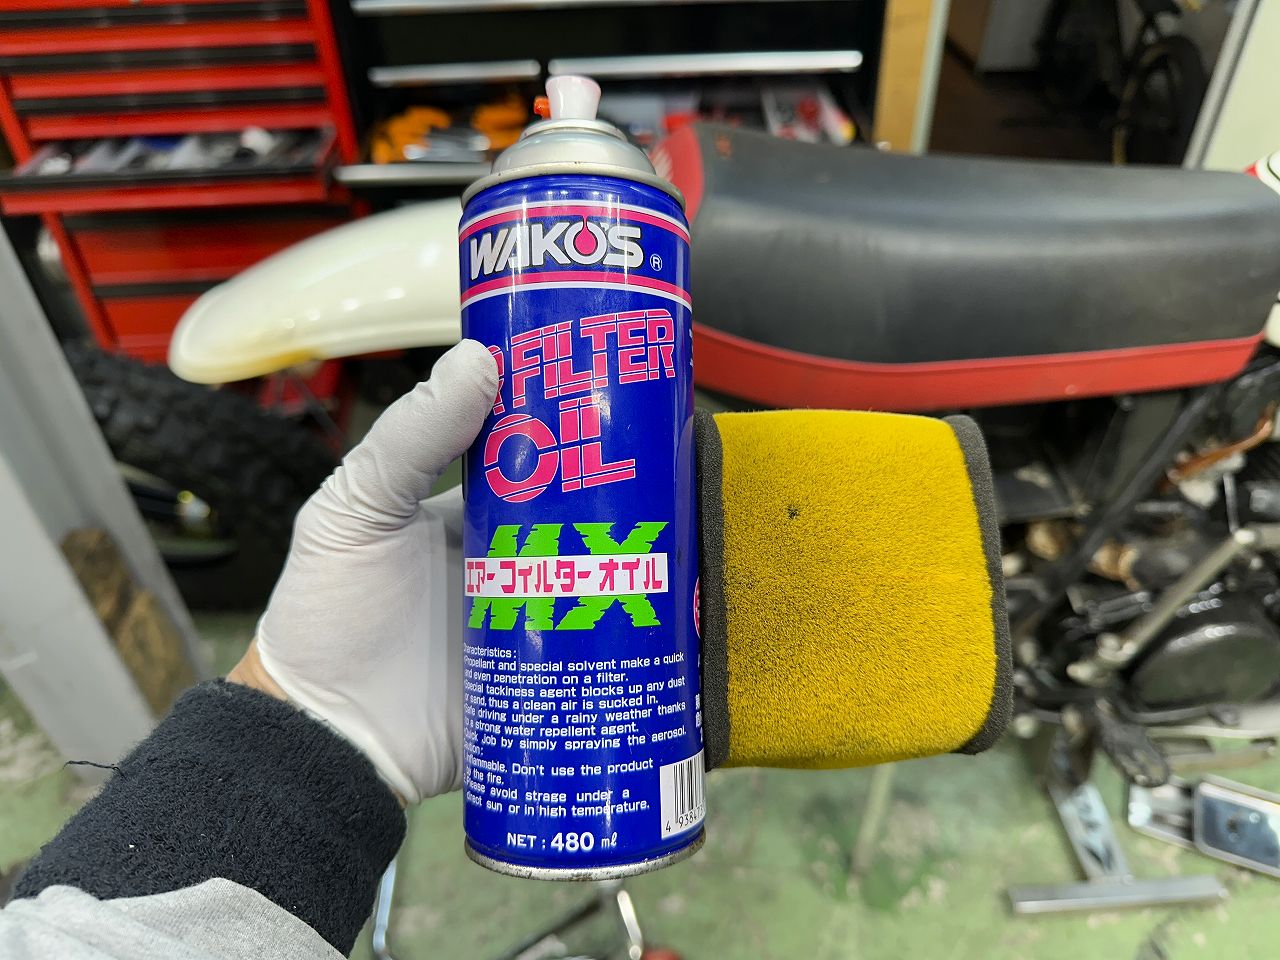 WAKO'S ®
FILTER
OIL
MX
エアーフィルターオイル
Characteristics :
Propellant and special solvent make a quick
and even penetration on a filter.
Special tackiness agent blocks up any dust
or sand, thus a clean air is sucked in.
Safe driving under a rainy weather thanks
to a strong water repellent agent.
Quick Job by simply spraying the aerosol.
Inflammable. Don't use the product
by the fire.
Please avoid strage under a
direct sun or in high temperature.
NET : 480 ㎖